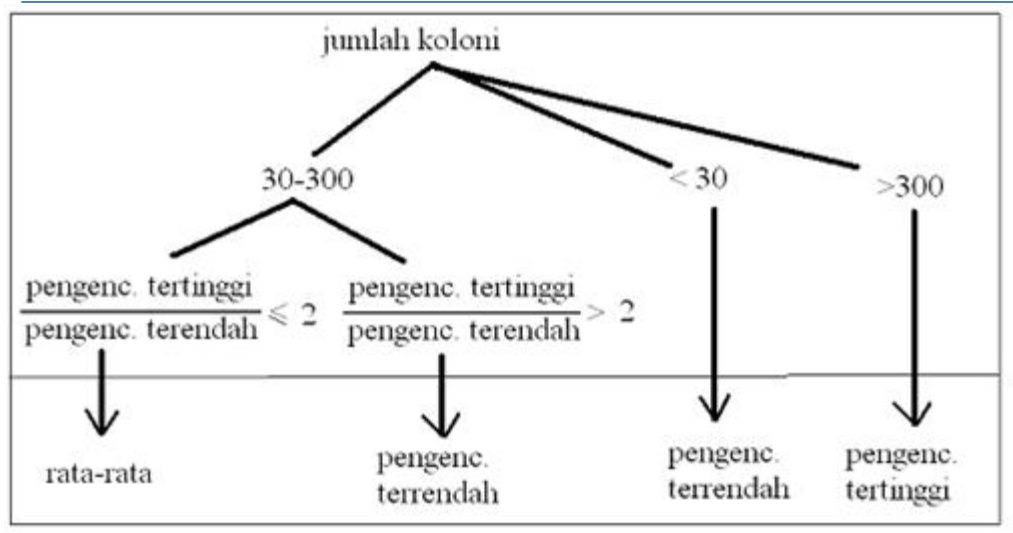 jumlah koloni
30-300
< 30
>300
pengenc. tertinggi
pengenc. terendah
⩽ 2
pengenc. tertinggi
pengenc. terendah
> 2
rata-rata
pengenc.
terrendah
pengenc.
terrendah
pengenc.
tertinggi